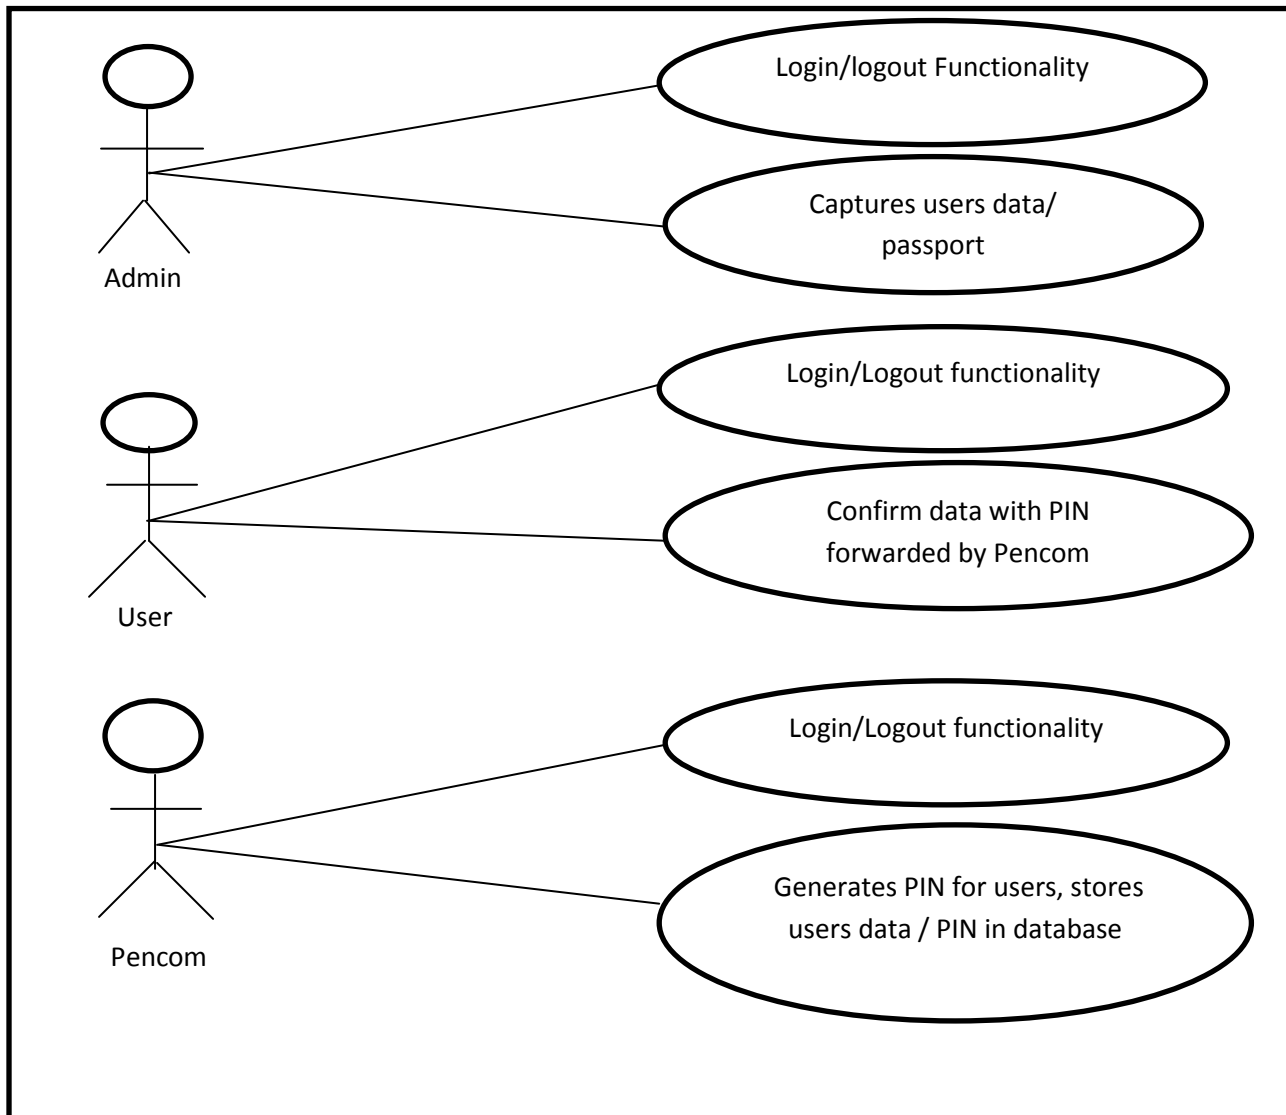 Login/logout Functionality
Captures users data/
passport
Admin
Login/Logout functionality
Confirm data with PIN
forwarded by Pencom
User
Login/Logout functionality
Generates PIN for users, stores
users data / PIN in database
Pencom